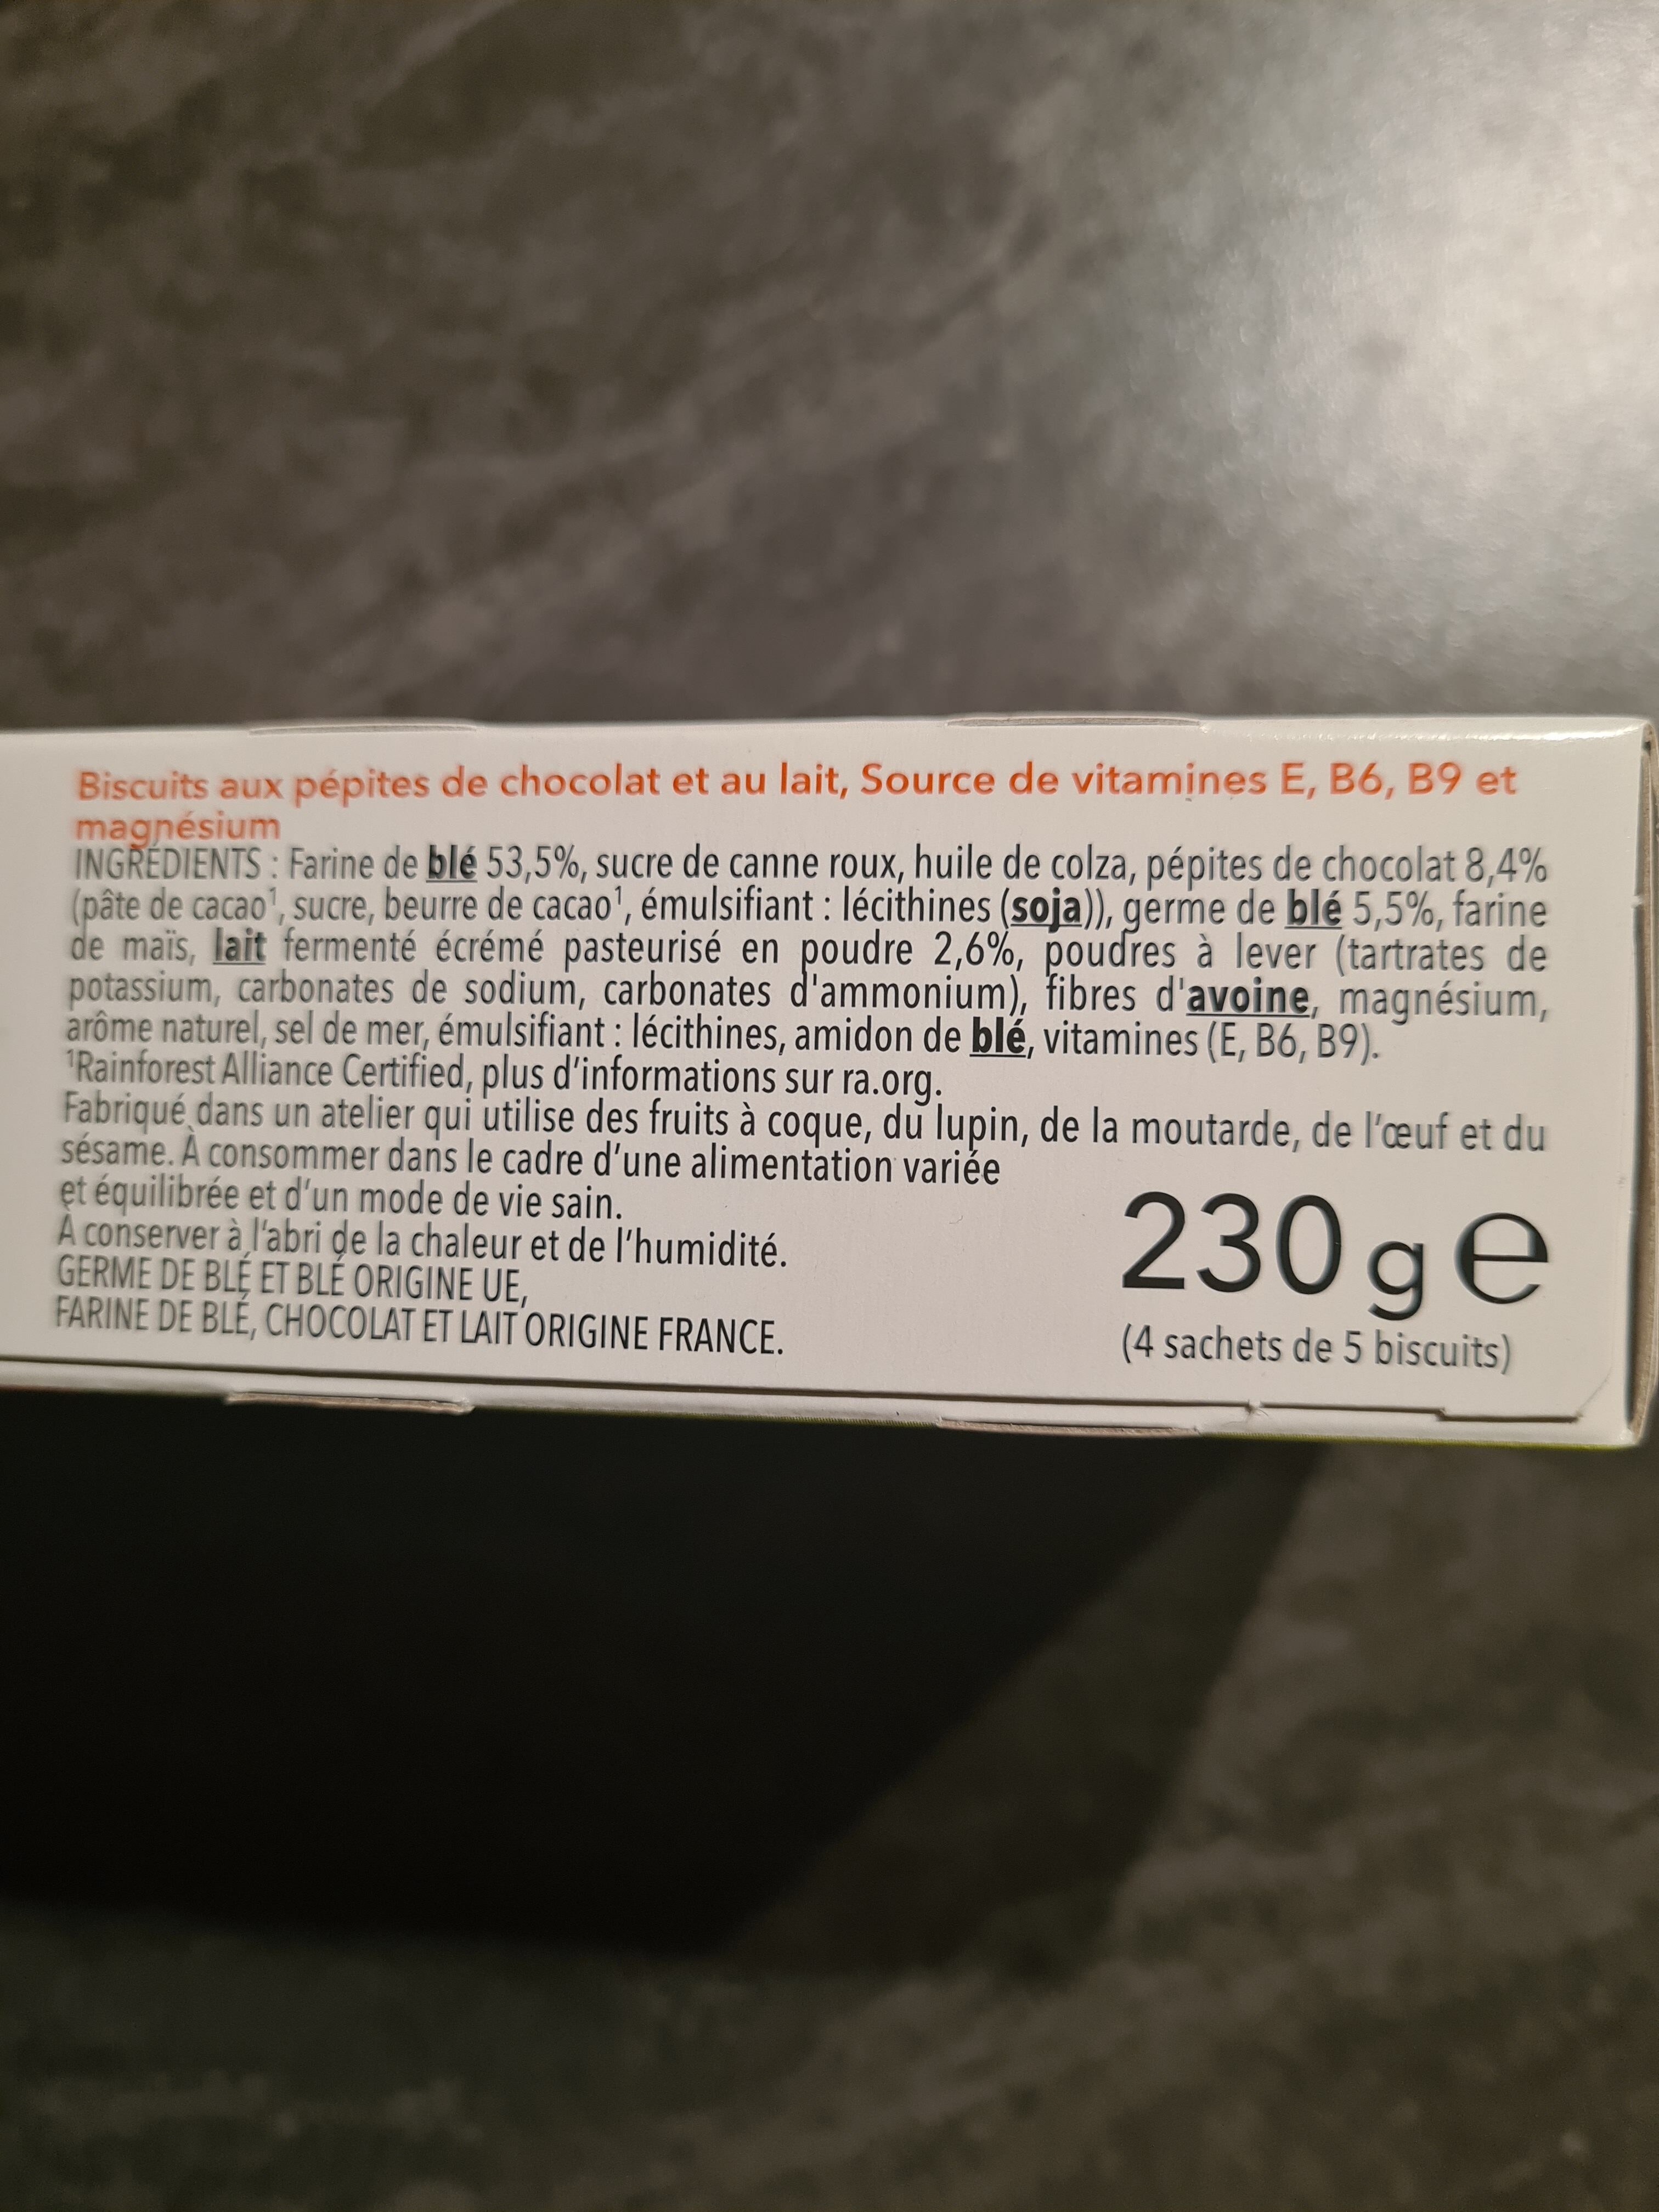 Biscuits aux pépites de chocolat et au lait, Source de vitamines E, B6, B9 et
magnésium
INGRÉDIENTS : Farine de blé 53,5%, sucre de canne roux, huile de colza, pépites de chocolat 8,4%
(pâte de cacao¹, sucre, beurre de cacao¹, émulsifiant : lécithines (soja)), germe de blé 5,5%, farine
de maïs, lait fermenté écrémé pasteurisé en poudre 2,6%, poudres à lever (tartrates de
potassium, carbonates de sodium, carbonates d'ammonium), fibres d'avoine, magnésium,
arôme naturel, sel de mer, émulsifiant : lécithines, amidon de blé, vitamines (E, B6, B9).
¹Rainforest Alliance Certified, plus d'informations sur ra.org.
Fabriqué dans un atelier qui utilise des fruits à coque, du lupin, de la moutarde, de l'œuf et du
sésame. À consommer dans le cadre d'une alimentation variée
et équilibrée et d'un mode de vie sain.
À conserver à l'abri de la chaleur et de l'humidité.
GERME DE BLÉ ET BLÉ ORIGINE UE,
FARINE DE BLÉ, CHOCOLAT ET LAIT ORIGINE FRANCE.
230 g e
(4 sachets de 5 biscuits)